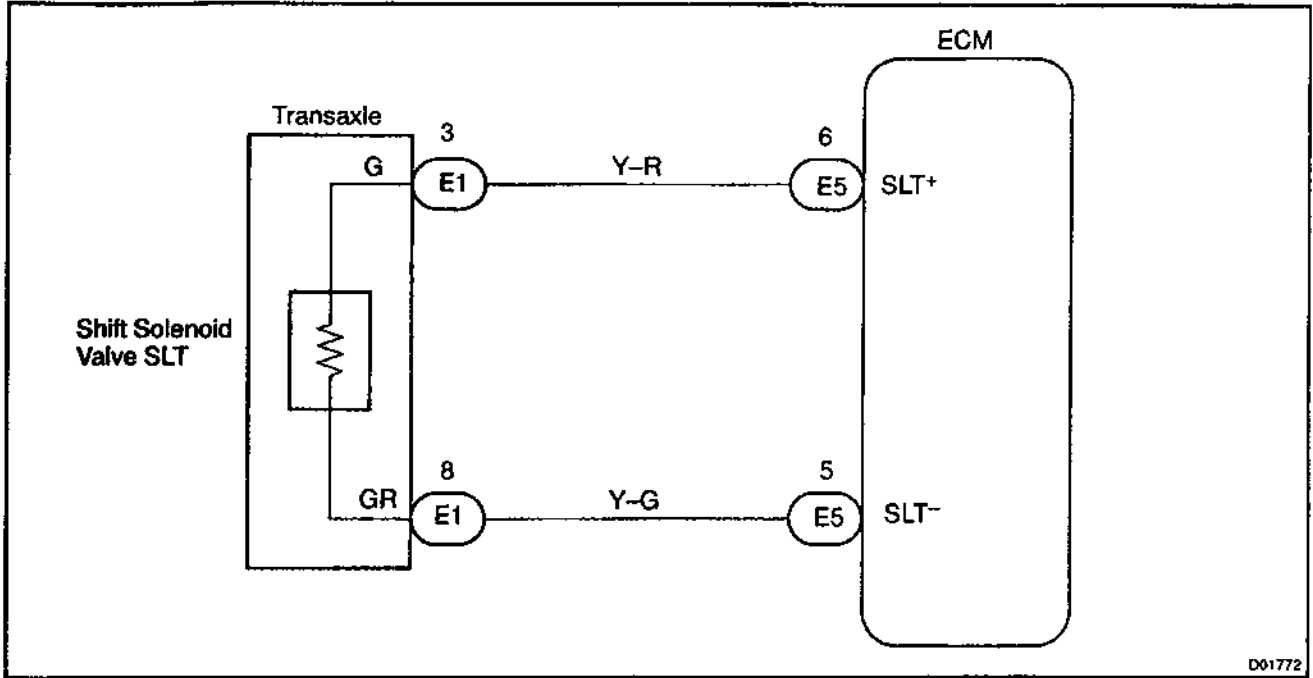 ECM
Transaxle
3
6
G
E1
Y–R
E5
SLT+
Shift Solenoid
Valve SLT
8
5
GR
E1
Y–G
E5
SLT–
D01772